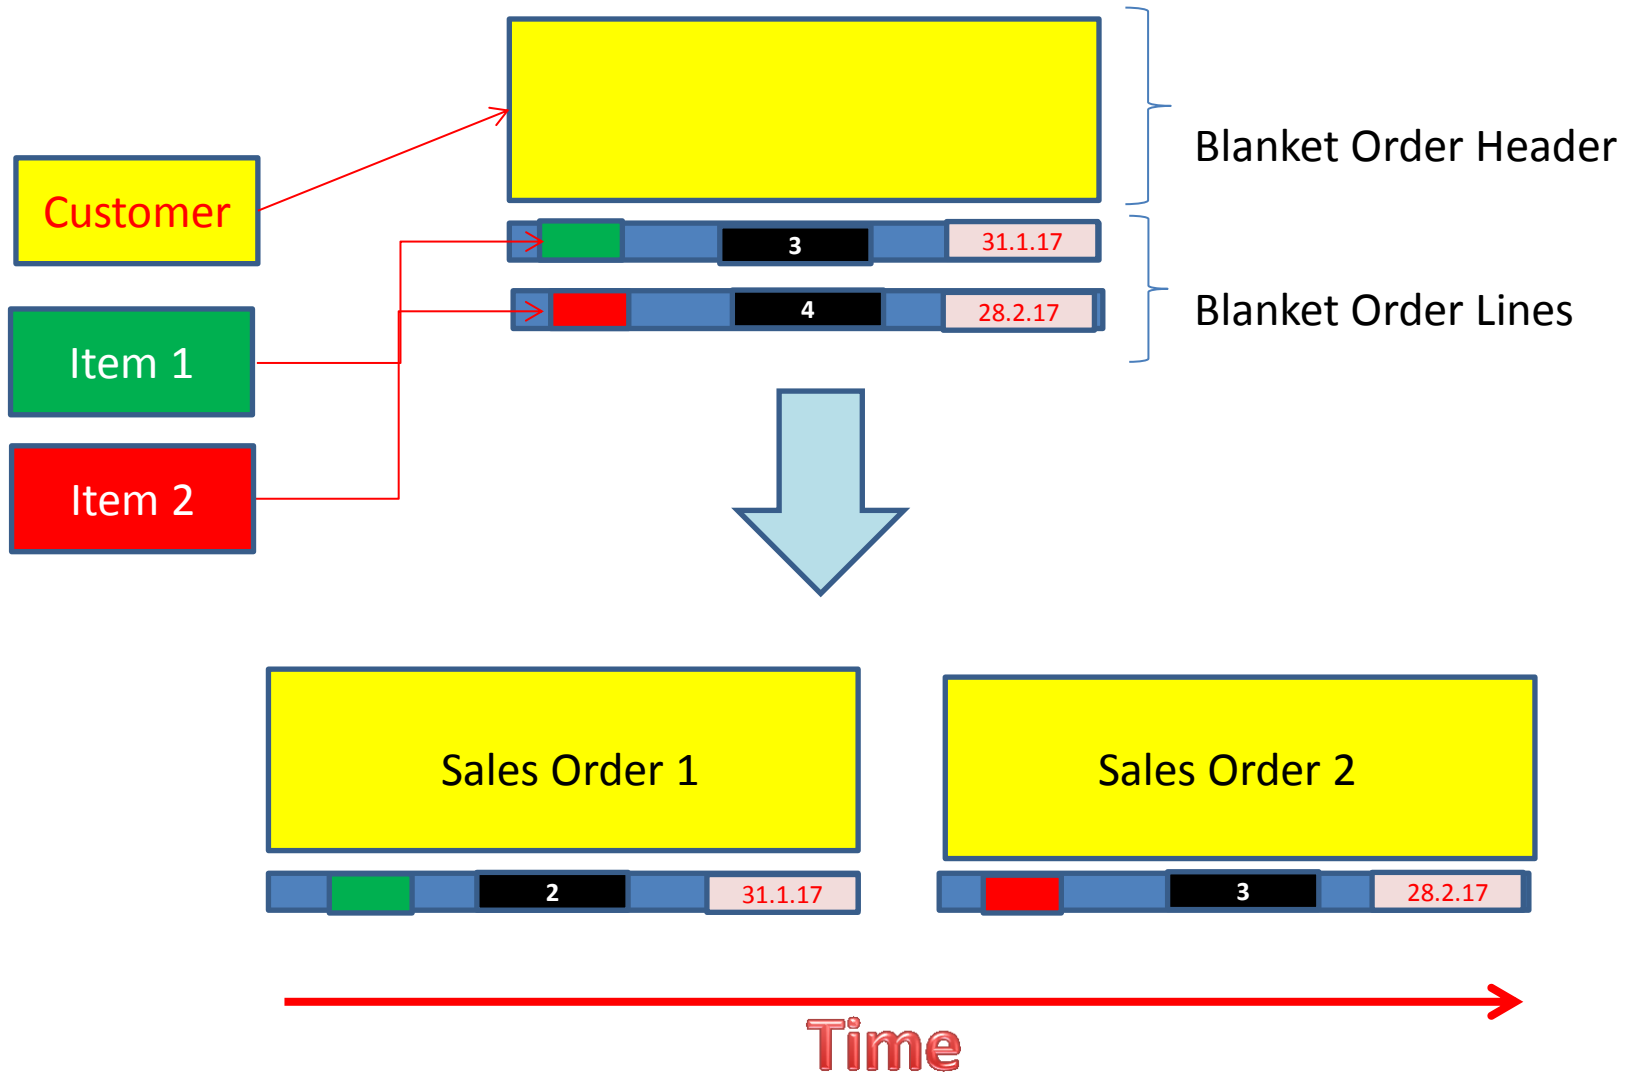 Blanket Order Header
Customer
3
31.1.17
Blanket Order Lines
4
28.2.17
Item 1
Item 2
Sales Order 1
Sales Order 2
2
31.1.17
3
28.2.17
Time